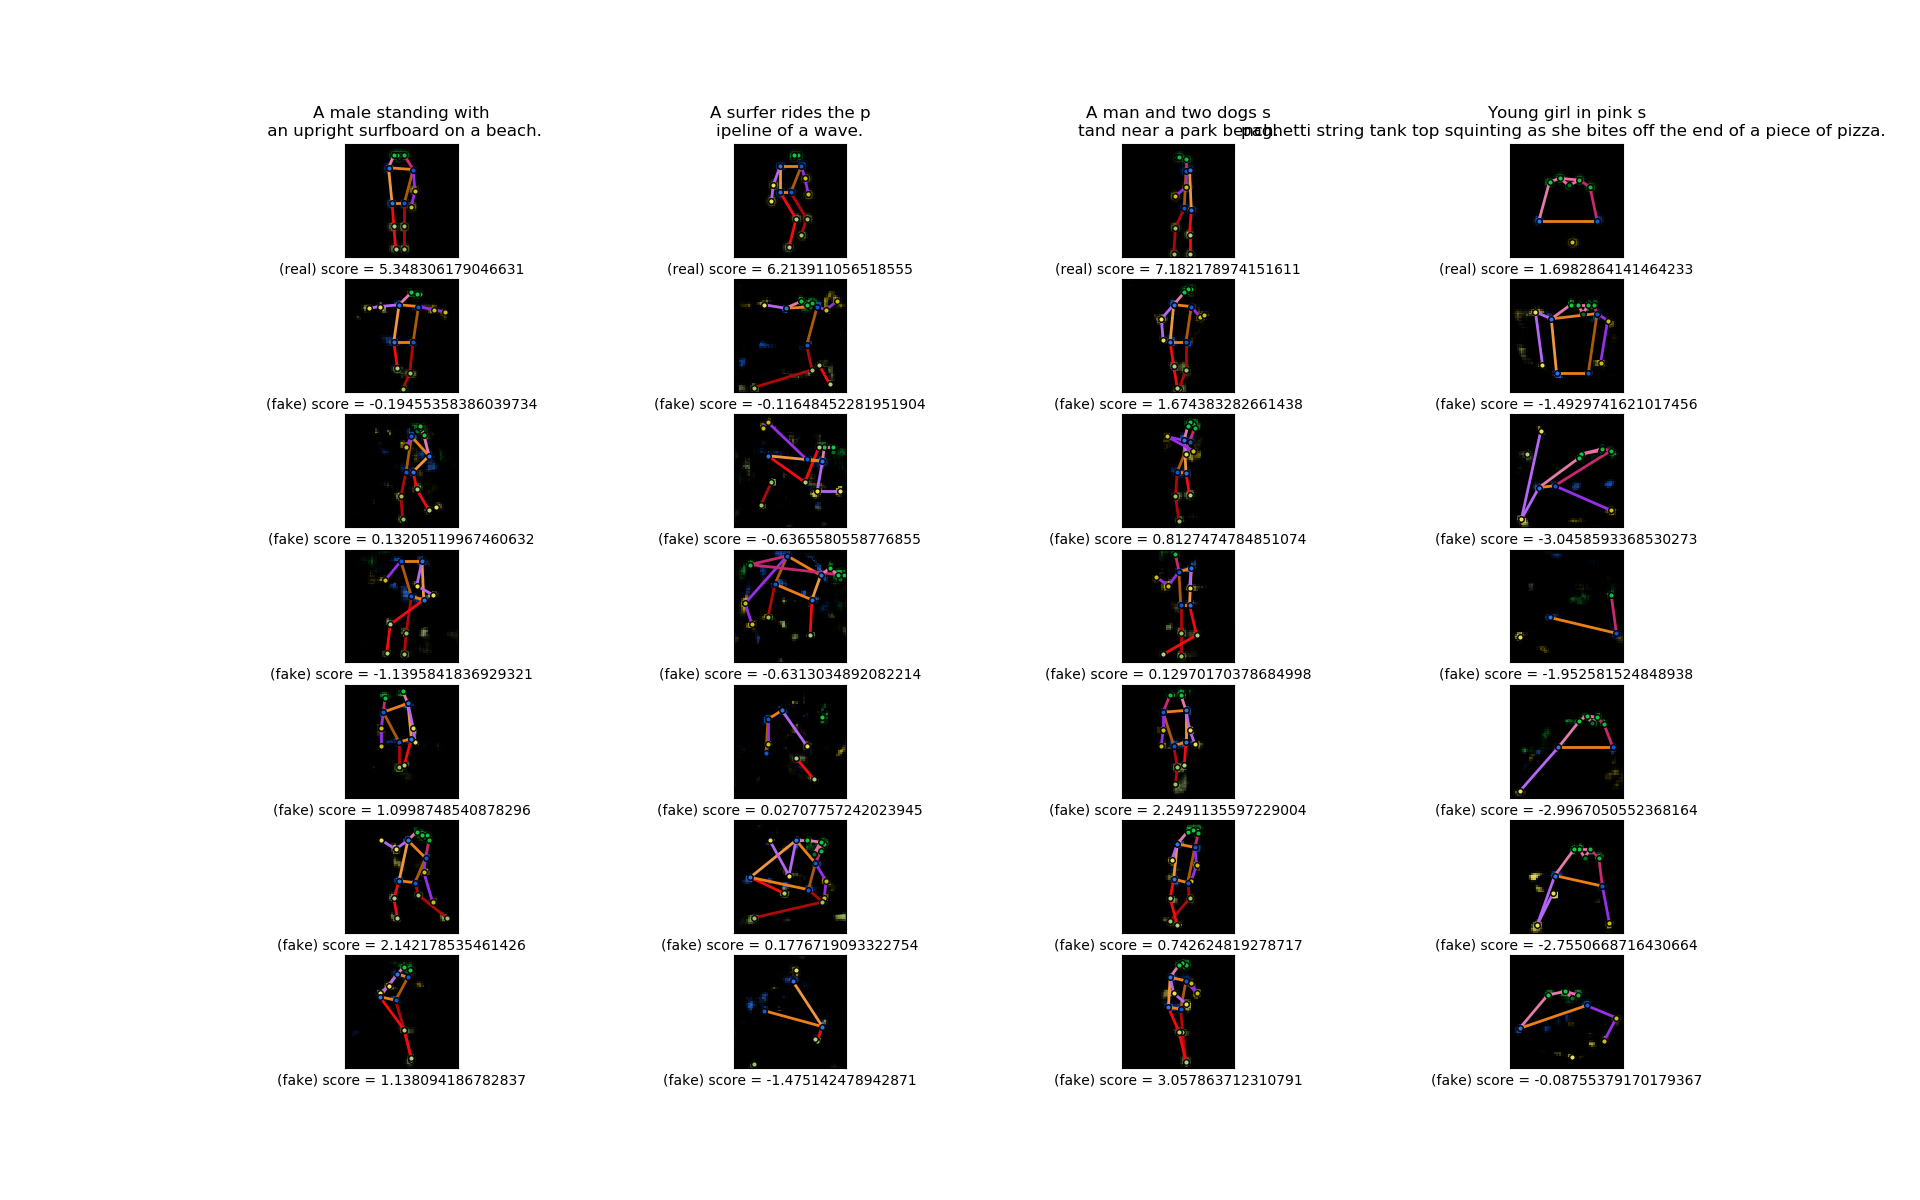 A male standing with
an upright surfboard on a beach.
A surfer rides the p
ipeline of a wave.
A man and two dogs s
tand near a park bench.
Young girl in pink s
paghetti string tank top squinting as she bites off the end of a piece of pizza.
(real) score = 5.348306179046631
(real) score = 6.213911056518555
(real) score = 7.182178974151611
(real) score = 1.6982864141464233
(fake) score = -0.19455358386039734
(fake) score = -0.11648452281951904
(fake) score = 1.674383282661438
(fake) score = -1.4929741621017456
(fake) score = 0.13205119967460632
(fake) score = -0.6365580558776855
(fake) score = 0.8127474784851074
(fake) score = -3.0458593368530273
(fake) score = -1.1395841836929321
(fake) score = -0.6313034892082214
(fake) score = 0.12970170378684998
(fake) score = -1.952581524848938
(fake) score = 1.0998748540878296
(fake) score = 0.02707757242023945
(fake) score = 2.2491135597229004
(fake) score = -2.9967050552368164
(fake) score = 2.142178535461426
(fake) score = 0.1776719093322754
(fake) score = 0.742624819278717
(fake) score = -2.7550668716430664
(fake) score = 1.138094186782837
(fake) score = -1.475142478942871
(fake) score = 3.057863712310791
(fake) score = -0.08755379170179367